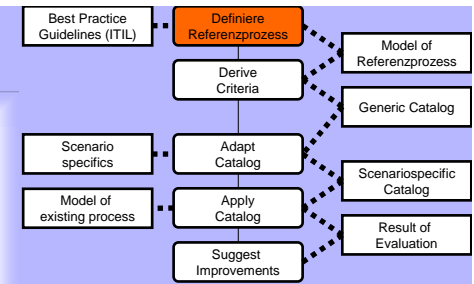 Best Practice
Guidelines (ITIL)
Definiere
Referenzprozess
Model of
Referenzprozess
Derive
Criteria
Generic Catalog
Scenario
specifics
Adapt
Catalog
Scenariospecific
Catalog
Model of
existing process
Apply
Catalog
Result of
Evaluation
Suggest
Improvements